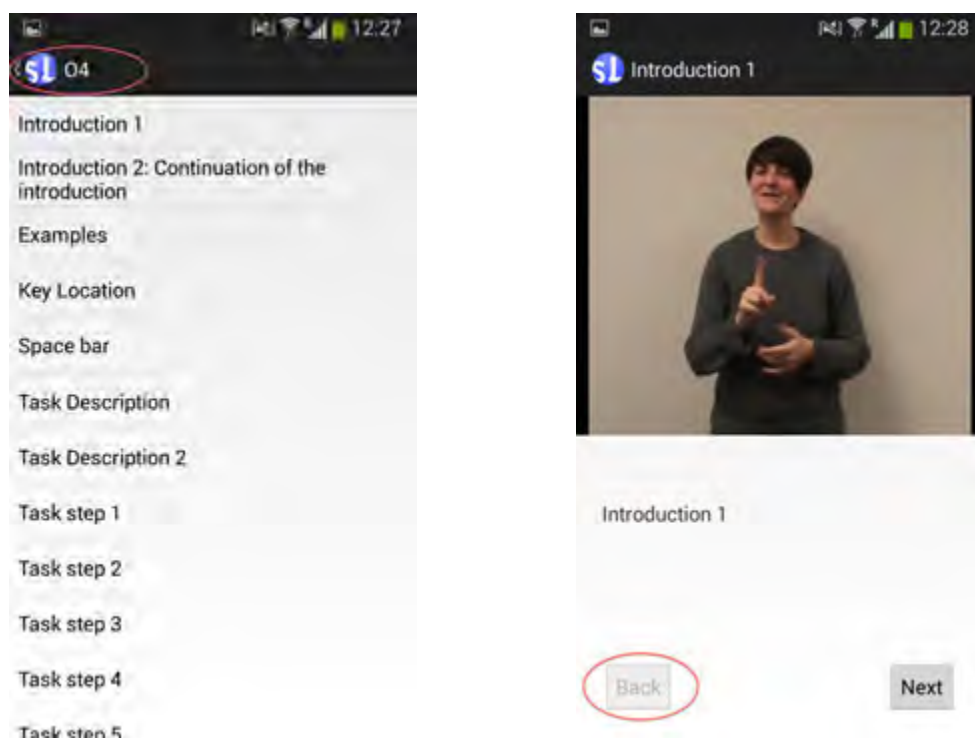 12:27
SL 04
Introduction 1
Introduction 2: Continuation of the
introduction
Examples
Key Location
Space bar
Task Description
Task Description 2
Task step 1
Task step 2
Task step 3
Task step 4
Task step 5
R 12:28
SL Introduction 1
Introduction 1
Back
Next